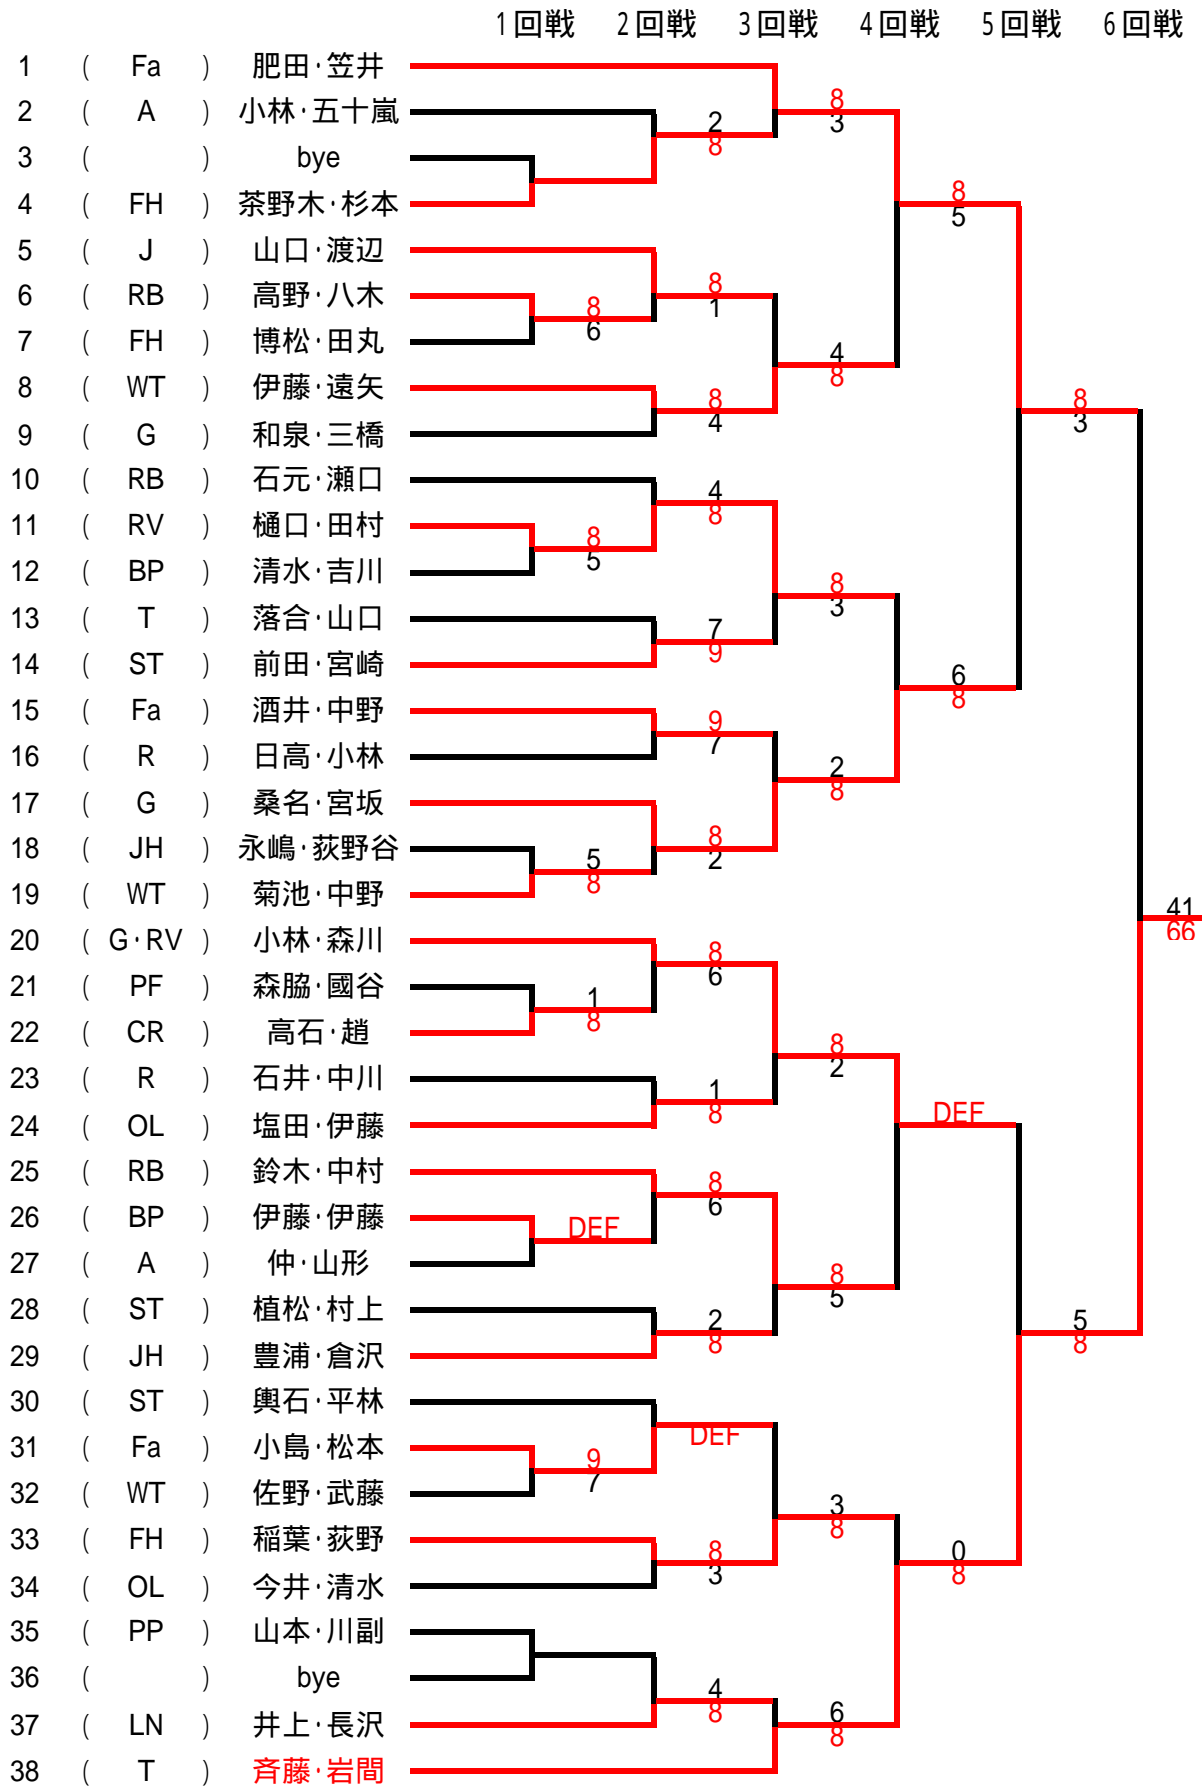 1回戦 2回戦 3回戦 4回戦 5回戦 6回戦
1 ( Fa ) 肥田・笠井
8
2 ( A ) 小林・五十嵐
2 3
8
3 ( ) bye
8
4 ( FH ) 茶野木・杉本
5
5 ( J ) 山口・渡辺
8
6 ( RB ) 高野・八木
8 1
6
7 ( FH ) 博松・田丸
4
8
8 ( WT ) 伊藤・遠矢
8 8
4 3
9 ( G ) 和泉・三橋
10 ( RB ) 石元・瀬口
4
8
11 ( RV ) 樋口・田村
8
5
12 ( BP ) 清水・吉川
8
3
13 ( T ) 落合・山口
7
9
14 ( ST ) 前田・宮崎
6
8
15 ( Fa ) 酒井・中野
9
7
16 ( R ) 日高・小林
2
8
17 ( G ) 桑名・宮坂
8
18 ( JH ) 永嶋・荻野谷
5 2
8
19 ( WT ) 菊池・中野
41
66
20 ( G・RV ) 小林・森川
8
6
21 ( PF ) 森脇・國谷
1
8
22 ( CR ) 高石・趙
8
2
23 ( R ) 石井・中川
1
8 DEF
24 ( OL ) 塩田・伊藤
25 ( RB ) 鈴木・中村
8
6
26 ( BP ) 伊藤・伊藤
DEF
27 ( A ) 仲・山形
8
5
28 ( ST ) 植松・村上
2 5
8 8
29 ( JH ) 豊浦・倉沢
30 ( ST ) 輿石・平林
DEF
31 ( Fa ) 小島・松本
9
7
32 ( WT ) 佐野・武藤
3
8
33 ( FH ) 稲葉・荻野
8 0
3 8
34 ( OL ) 今井・清水
35 ( PP ) 山本・川副
36 ( ) bye
4
8 6
37 ( LN ) 井上・長沢
8
38 ( T ) 斉藤・岩間